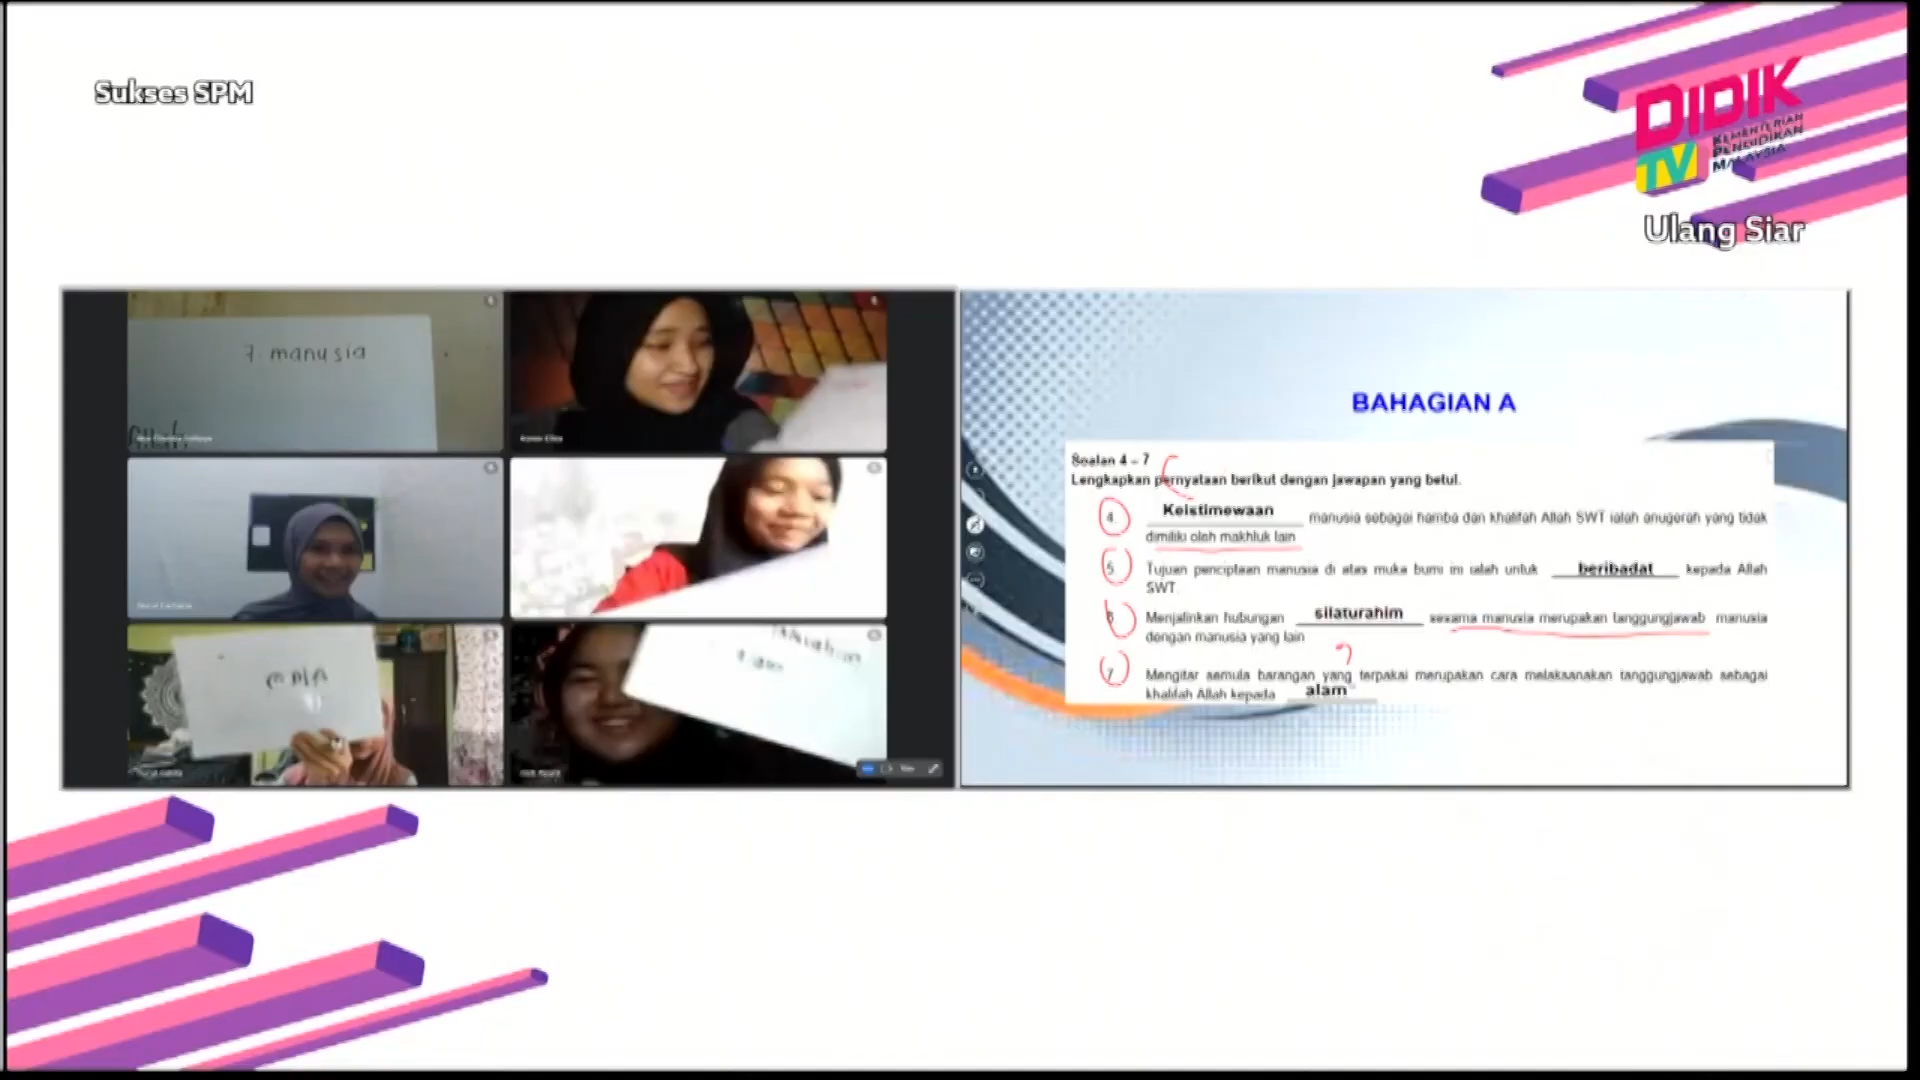 Sukses SPM
DIDIK
TV
KEMENTERIAN
PENDIDIKAN
MALAYSIA
Ulang Siar
7 manusia
BAHAGIAN A
Soalan 4 – 7
Lengkapkan pernyataan berikut dengan jawapan yang betul.
4. Keistimewaan manusia sebagai hamba dan khalifah Allah SWT ialah anugerah yang tidak
dimiliki oleh makhluk lain
5. Tujuan penciptaan manusia di atas muka bumi ini ialah untuk beribadat kepada Allah
SWT.
6. Menjalinkan hubungan silaturahim sesama manusia merupakan tanggungjawab manusia
dengan manusia yang lain
7. Mengitar semula barangan yang terpakai merupakan cara melaksanakan tanggungjawab sebagai
khalifah Allah kepada alam